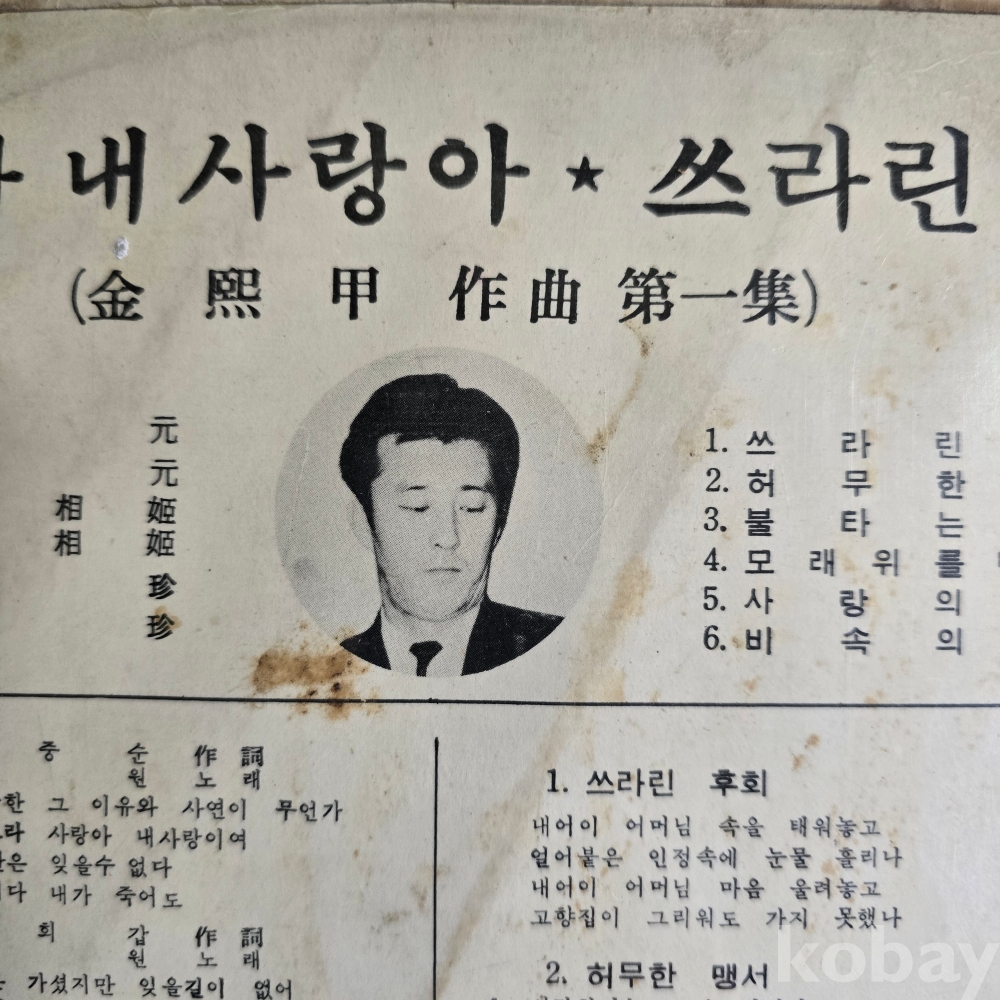 내사랑아 ★ 쓰라린
(金 熙 甲 作曲 第一集)
元
元
相 姬
相 姬
珍
珍
1. 쓰 라 린
2. 허 무 한
3. 불 타 는
4. 모 래 위 를
5. 사 랑 의
6. 비 속 의
중 순 作 詞
원 노 래
한 그 이유와 사연이 무언가
라 사랑아 내사랑이여
은 잊을수 없다
다 내가 죽어도
희 갑 作 詞
원 노 래
가셨지만 잊을길이 없어
1. 쓰라린 후회
내어이 어머님 속을 태워놓고
얼어붙은 인정속에 눈물 흘리나
내어이 어머님 마음 울려놓고
고향집이 그리워도 가지 못했나
2. 허무한 맹서
kobay